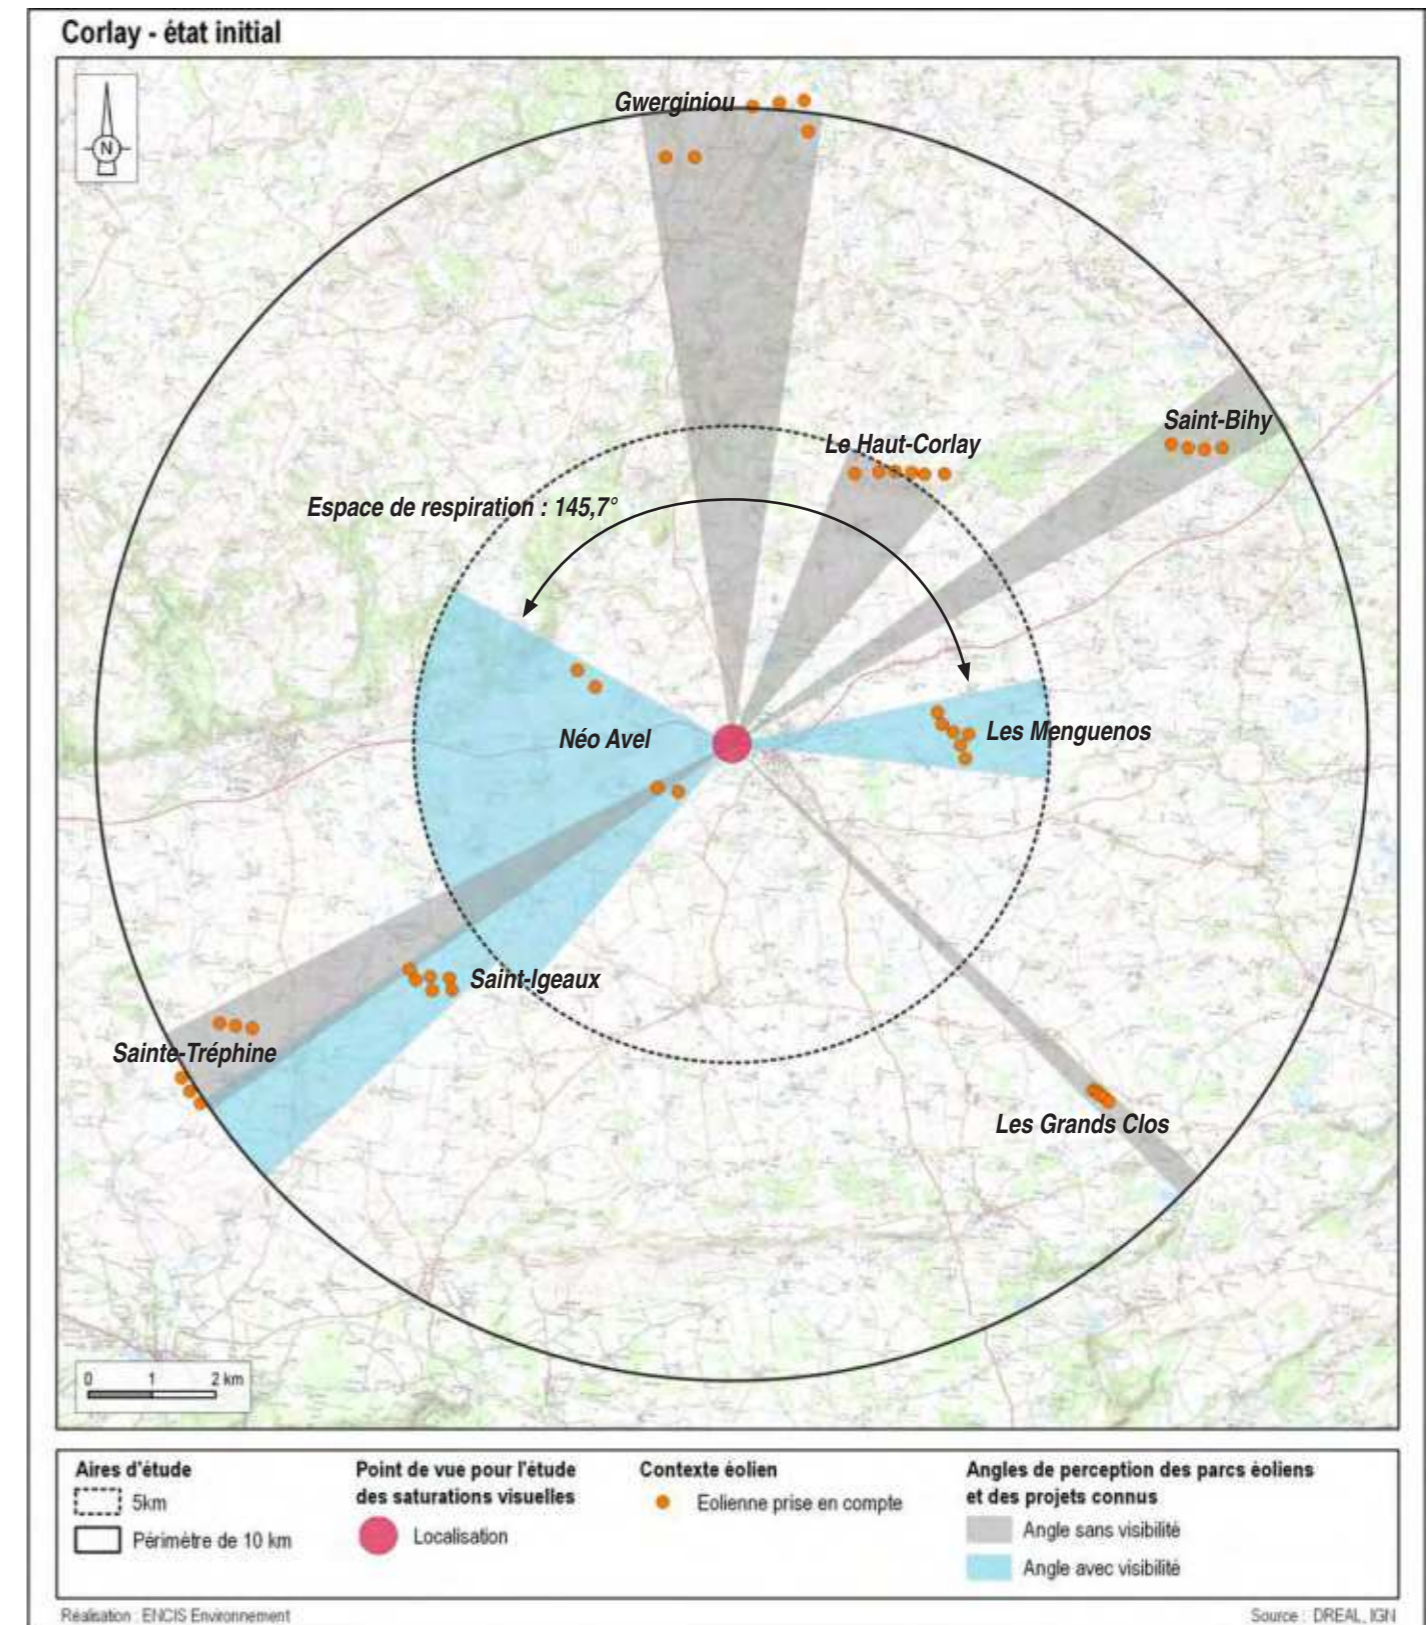 Corlay - état initial
N
Gwerginiou
Saint-Bihy
Le Haut-Corlay
Espace de respiration : 145,7°
Les Menguenos
Néo Avel
Saint-Igeaux
Sainte-Tréphine
Les Grands Clos
0 1 2 km
Aires d'étude
5km
Périmètre de 10 km
Point de vue pour l'étude
des saturations visuelles
Localisation
Contexte éolien
Eolienne prise en compte
Angles de perception des parcs éoliens
et des projets connus
Angle sans visibilité
Angle avec visibilité
Réalisation : ENCIS Environnement
Source : DREAL, IGN